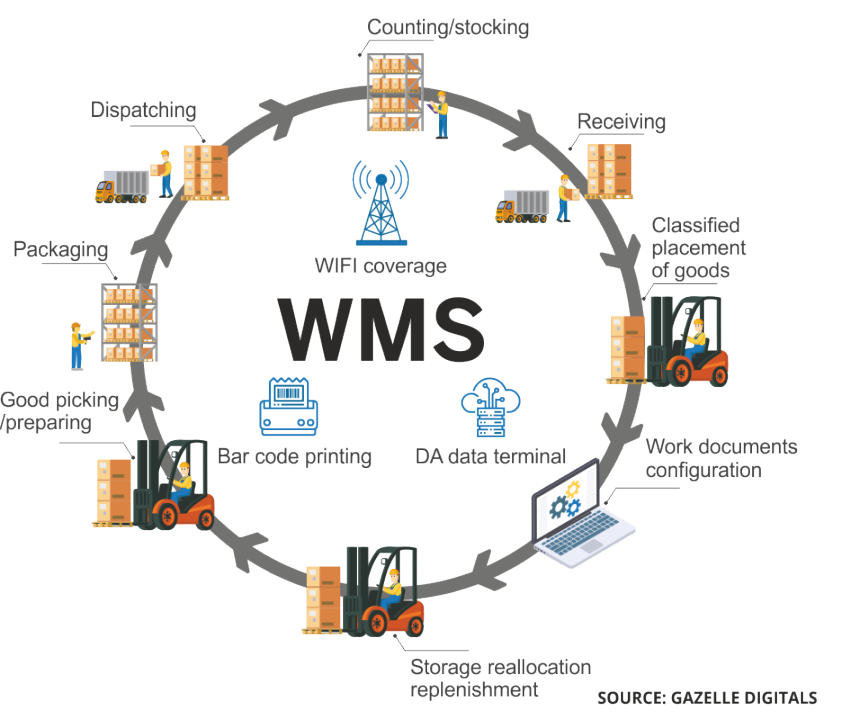 Counting/stocking
Dispatching
Receiving
Classified
placement
of goods
Packaging
WIFI coverage
WMS
Good picking
/preparing
Bar code printing
DA data terminal
Work documents
configuration
Storage reallocation
replenishment
SOURCE: GAZELLE DIGITALS